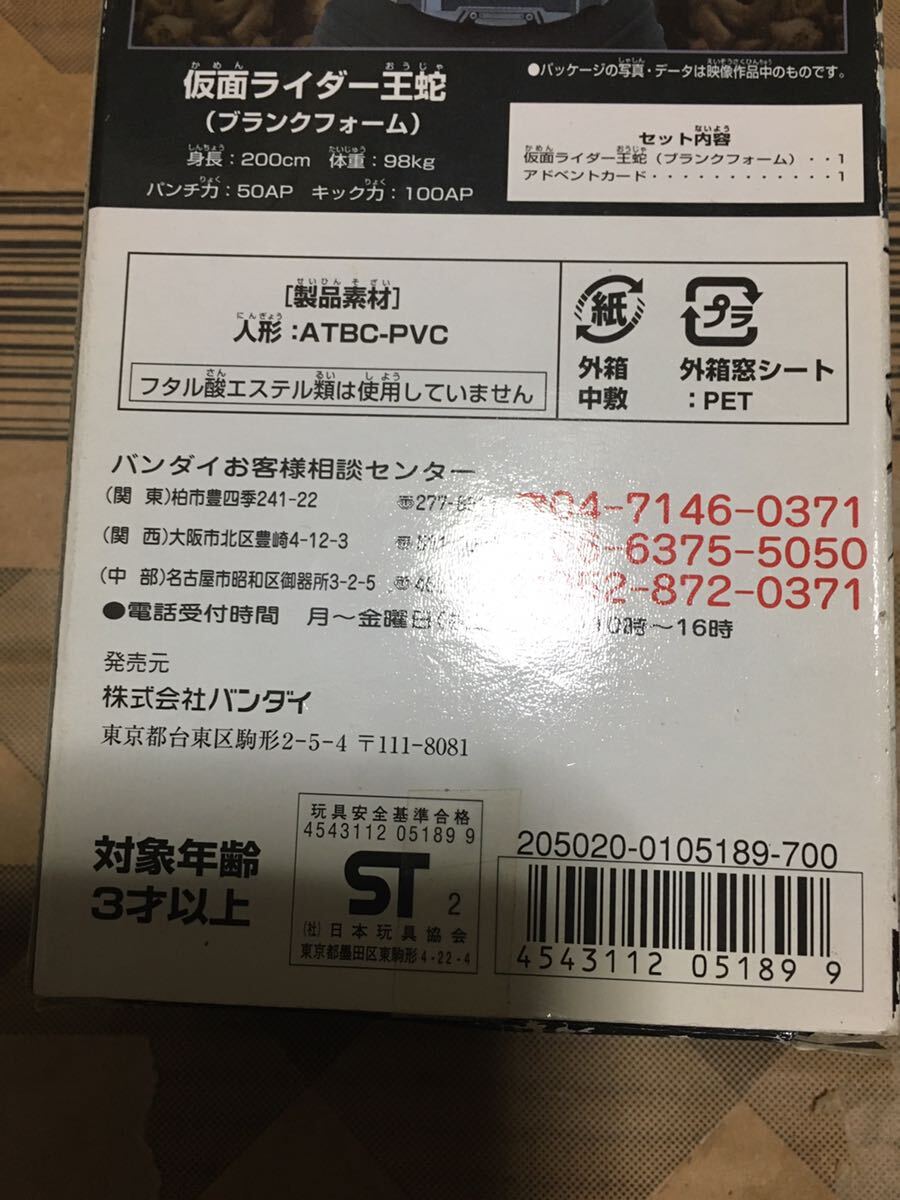 仮面ライダー王蛇
（ブランクフォーム）
身長：200cm 体重：98kg
パンチ力：50AP キック力：100AP
●パッケージの写真・データは映像作品中のものです。
セット内容
仮面ライダー王蛇（ブランクフォーム）・・1
アドベントカード・・・・・・・・・・・・1
[製品素材]
人形：ATBC-PVC
フタル酸エステル類は使用していません
紙
外箱
中敷
プラ
外箱窓シート
：PET
バンダイお客様相談センター
（関 東）柏市豊四季241-22 〠277-8 04-7146-0371
（関 西）大阪市北区豊崎4-12-3 6375-5050
（中 部）名古屋市昭和区御器所3-2-5 872-0371
●電話受付時間 月〜金曜日 10時〜16時
発売元
株式会社バンダイ
東京都台東区駒形2-5-4 〒111-8081
対象年齢
3才以上
玩具安全基準合格
4543112 05189 9
ST 2
（社）日本玩具協会
東京都墨田区東駒形4-22-4
205020-0105189-700
4543112 051899